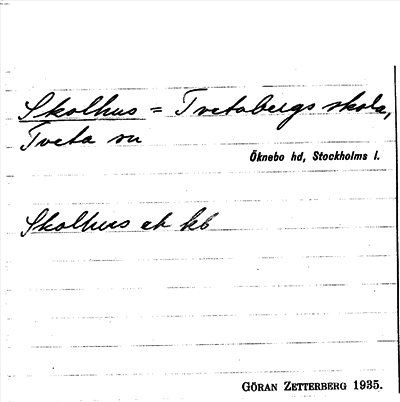 Skolhus = Tvetabergs skola,
Tveta sn
Öknebo hd, Stockholms l.
Skolhus ek kb
GÖRAN ZETTERBERG 1935.